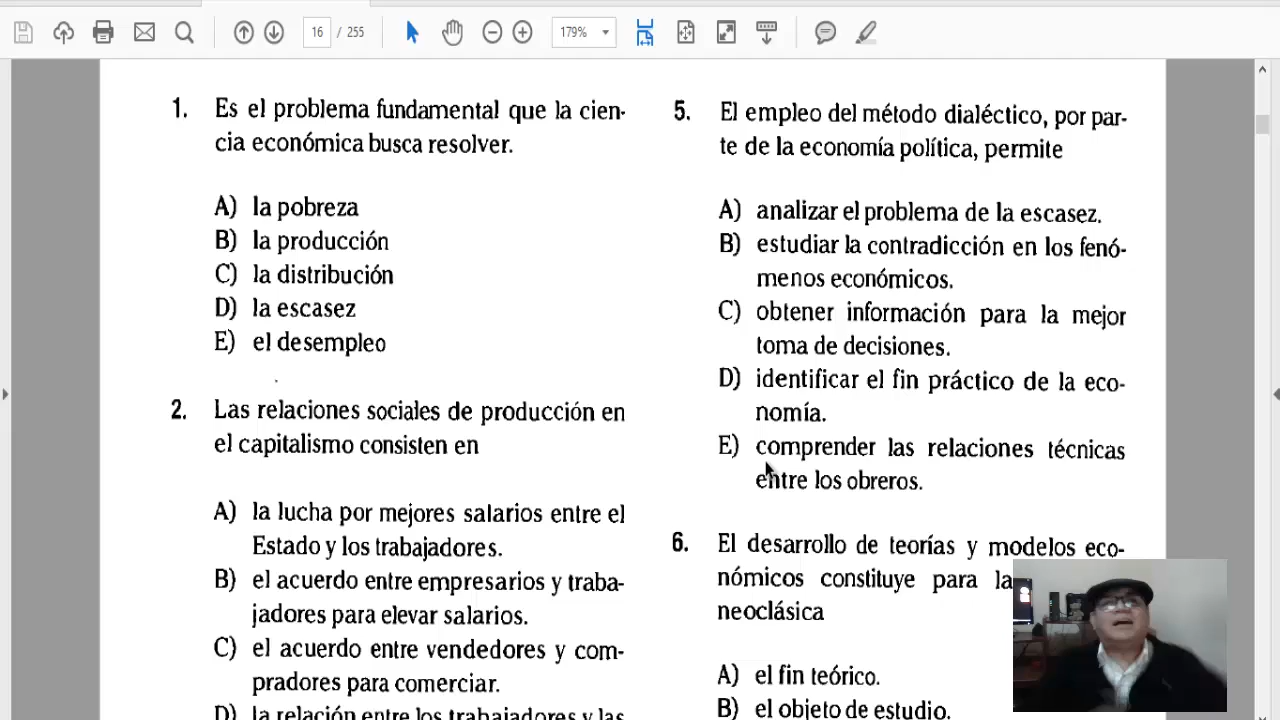 16 / 255
179%
1. Es el problema fundamental que la cien-
cia económica busca resolver.
A) la pobreza
B) la producción
C) la distribución
D) la escasez
E) el desempleo
2. Las relaciones sociales de producción en
el capitalismo consisten en
A) la lucha por mejores salarios entre el
Estado y los trabajadores.
B) el acuerdo entre empresarios y traba-
jadores para elevar salarios.
C) el acuerdo entre vendedores y com-
pradores para comerciar.
D) la relación entre los trabajadores y las
5. El empleo del método dialéctico, por par-
te de la economía política, permite
A) analizar el problema de la escasez.
B) estudiar la contradicción en los fenó-
menos económicos.
C) obtener información para la mejor
toma de decisiones.
D) identificar el fin práctico de la eco-
nomía.
E) comprender las relaciones técnicas
entre los obreros.
6. El desarrollo de teorías y modelos eco-
nómicos constituye para la
neoclásica
A) el fin teórico.
B) el objeto de estudio.